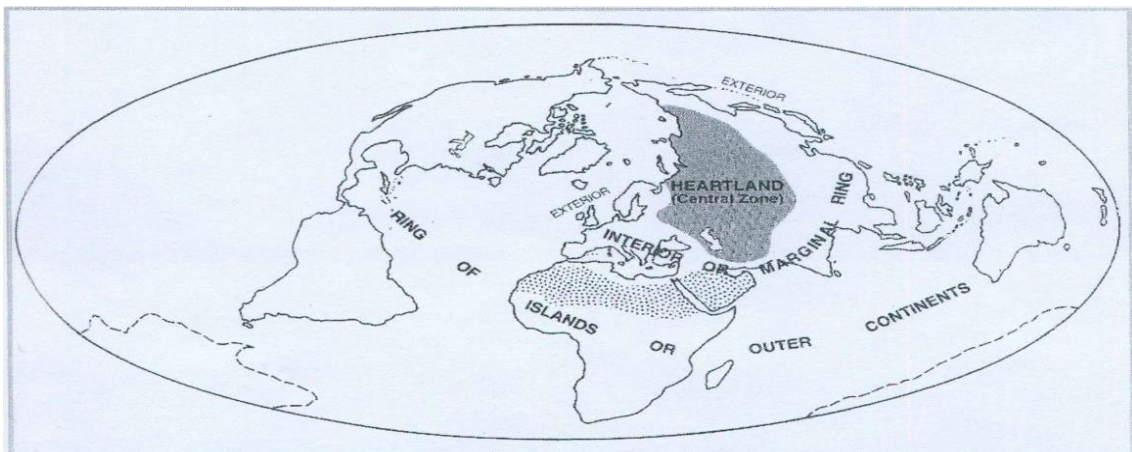 EXTERIOR
HEARTLAND
(Central Zone)
EXTERIOR
INTERIOR OR MARGINAL RING
RING OF ISLANDS OR OUTER CONTINENTS